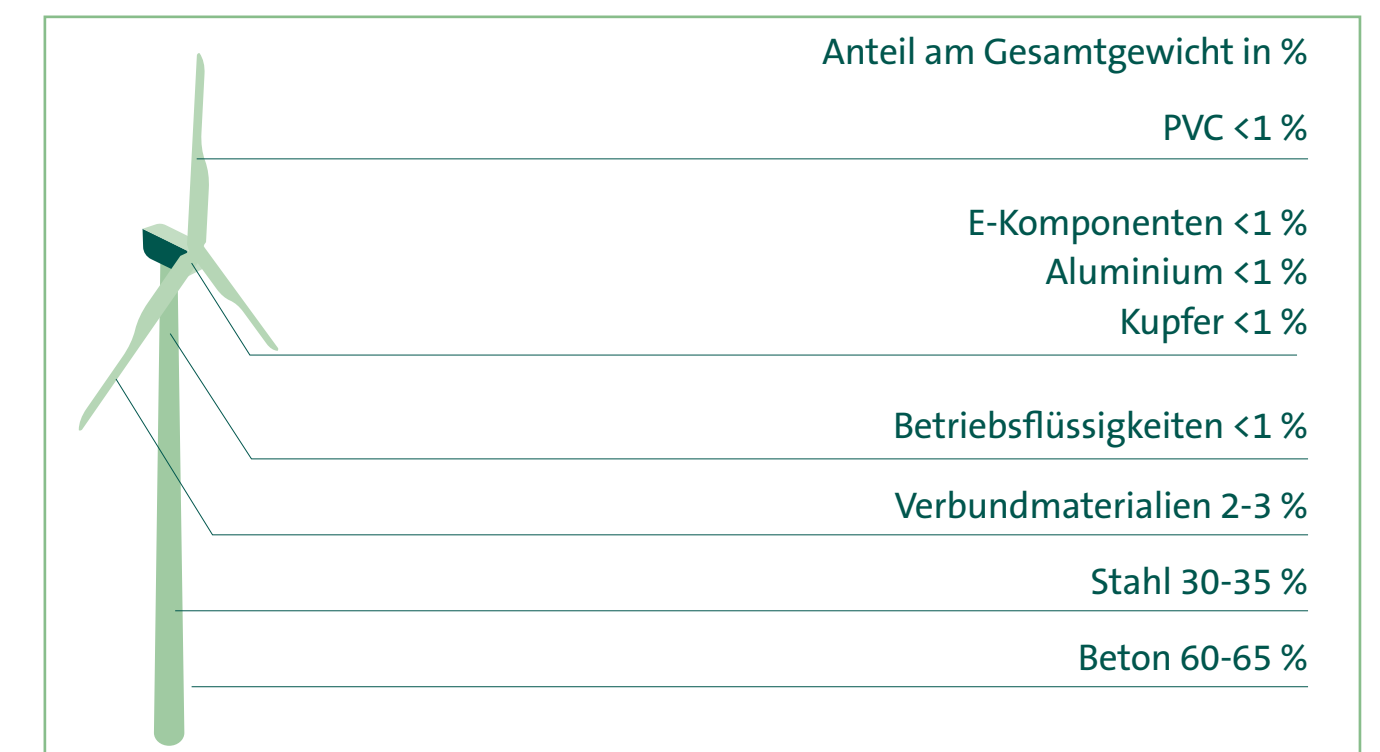 Anteil am Gesamtgewicht in %
PVC <1 %
E-Komponenten <1 %
Aluminium <1 %
Kupfer <1 %
Betriebsflüssigkeiten <1 %
Verbundmaterialien 2-3 %
Stahl 30-35 %
Beton 60-65 %